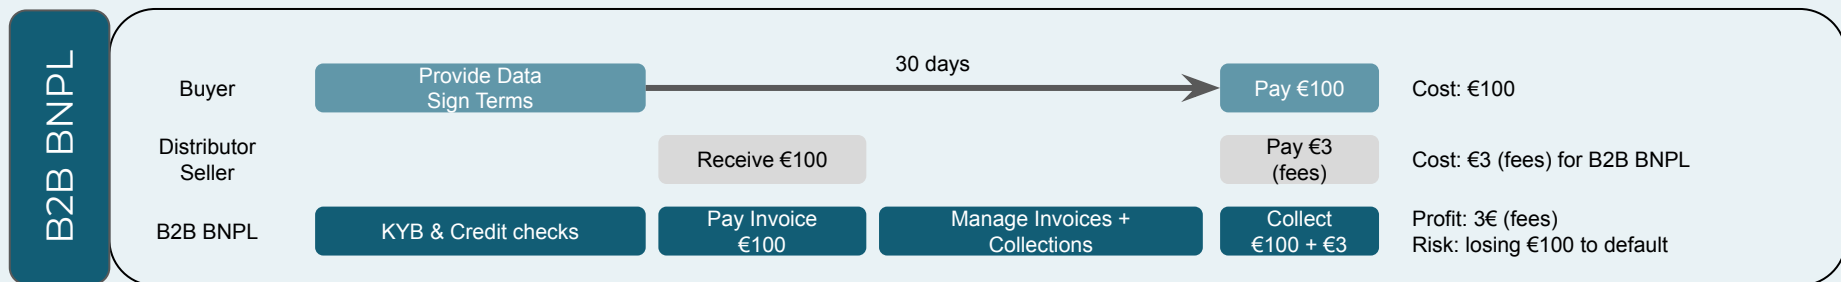 B2B BNPL
Buyer
Provide Data
Sign Terms
30 days
Pay €100
Cost: €100
Distributor
Seller
Receive €100
Pay €3
(fees)
Cost: €3 (fees) for B2B BNPL
B2B BNPL
KYB & Credit checks
Pay Invoice
€100
Manage Invoices +
Collections
Collect
€100 + €3
Profit: 3€ (fees)
Risk: losing €100 to default